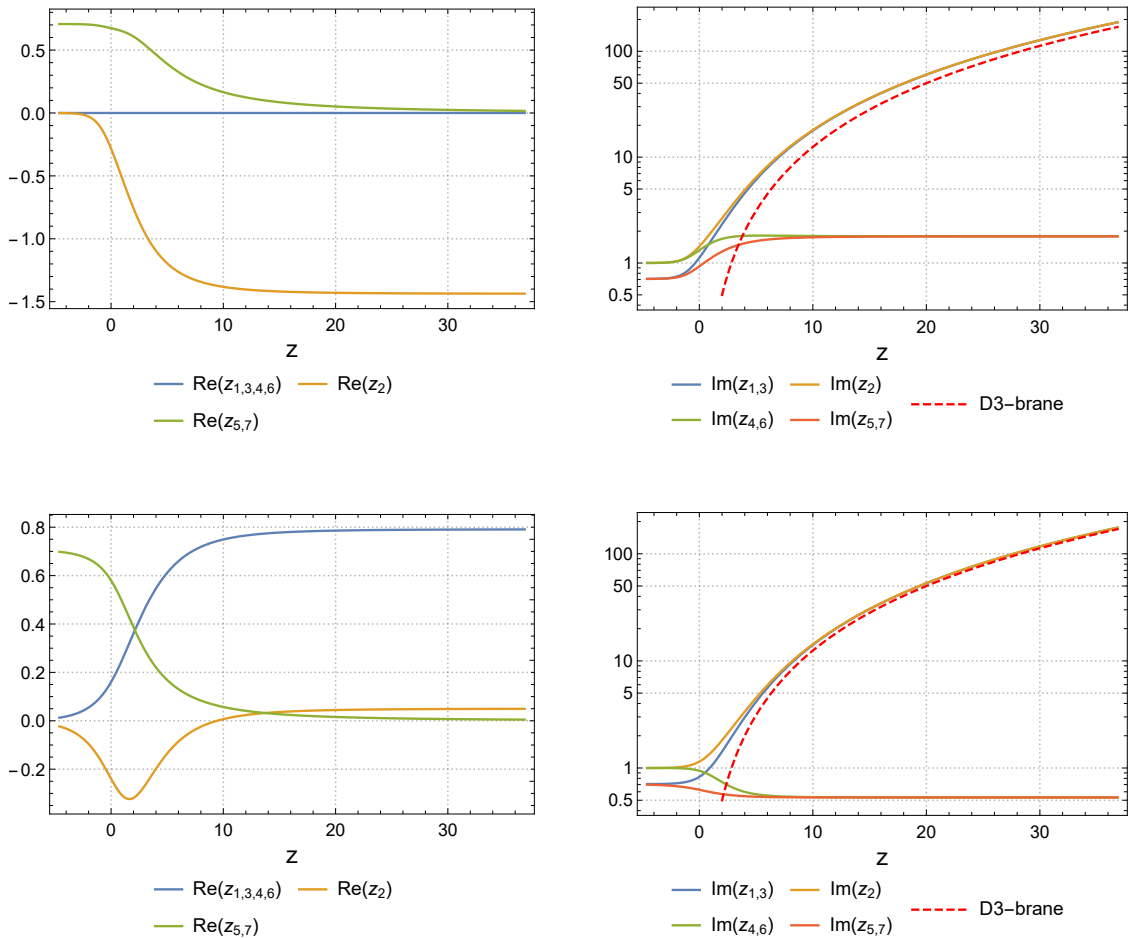 0.5
0.0
−0.5
−1.0
−1.5
0 10 20 30
z
Re(z1,3,4,6) Re(z2)
Re(z5,7)
100
50
10
5
1
0.5
0 10 20 30
z
Im(z1,3) Im(z2)
Im(z4,6) Im(z5,7)
D3−brane
0.8
0.6
0.4
0.2
0.0
−0.2
0 10 20 30
z
Re(z1,3,4,6) Re(z2)
Re(z5,7)
100
50
10
5
1
0.5
0 10 20 30
z
Im(z1,3) Im(z2)
Im(z4,6) Im(z5,7)
D3−brane